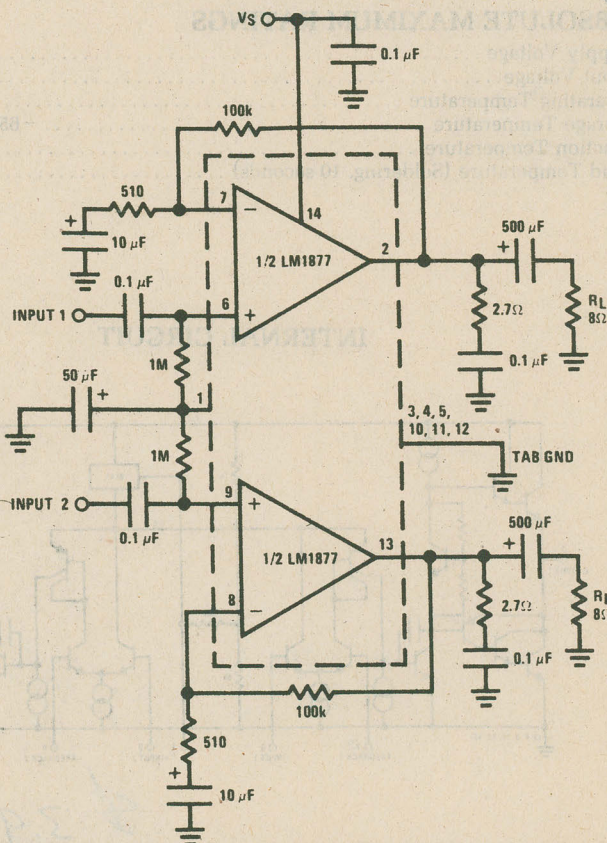 VS
0.1 µF
100k
510
7
−
14
+
10 µF
1/2 LM1877
2
500 µF
+
0.1 µF
INPUT 1
6
+
2.7Ω
RL
8Ω
1M
0.1 µF
50 µF
+
1
3, 4, 5,
10, 11, 12
TAB GND
1M
INPUT 2
9
+
0.1 µF
1/2 LM1877
13
500 µF
+
8
−
2.7Ω
8Ω
0.1 µF
100k
510
+
10 µF